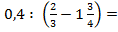 0,4 : (2/3 − 1 3/4) =